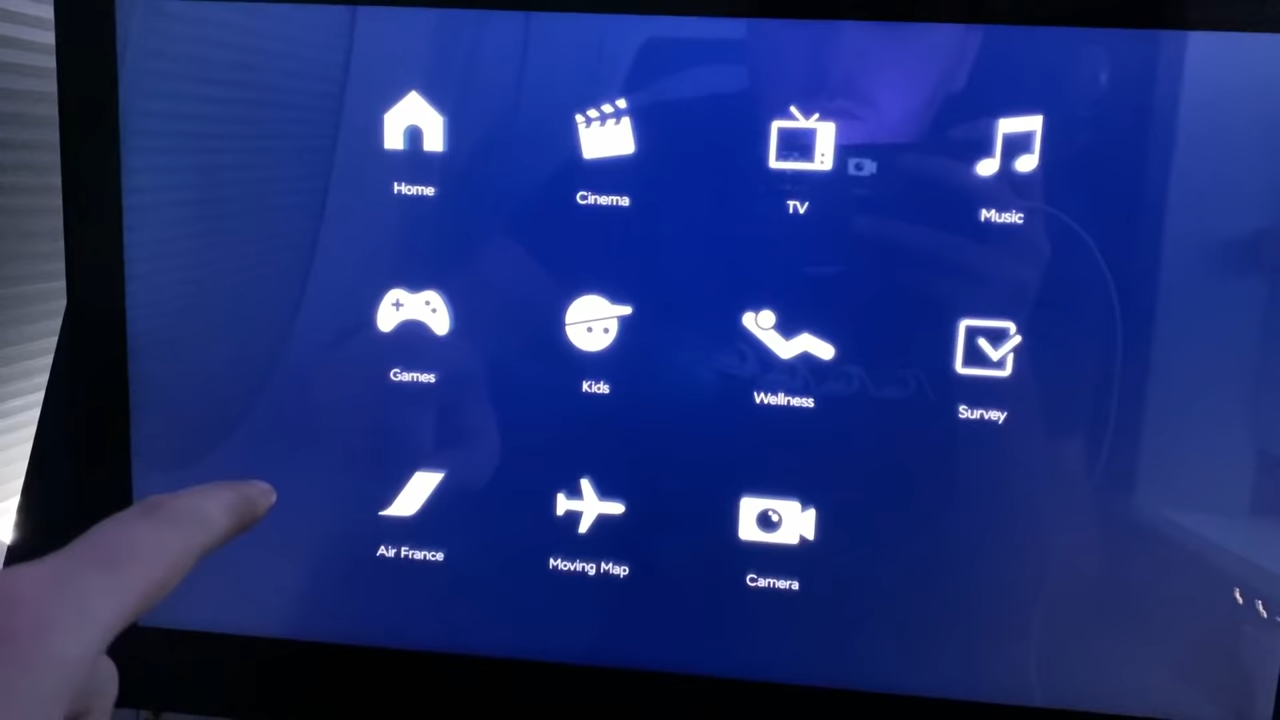 Home
Cinema
TV
Music
Games
Kids
Wellness
Survey
Air France
Moving Map
Camera